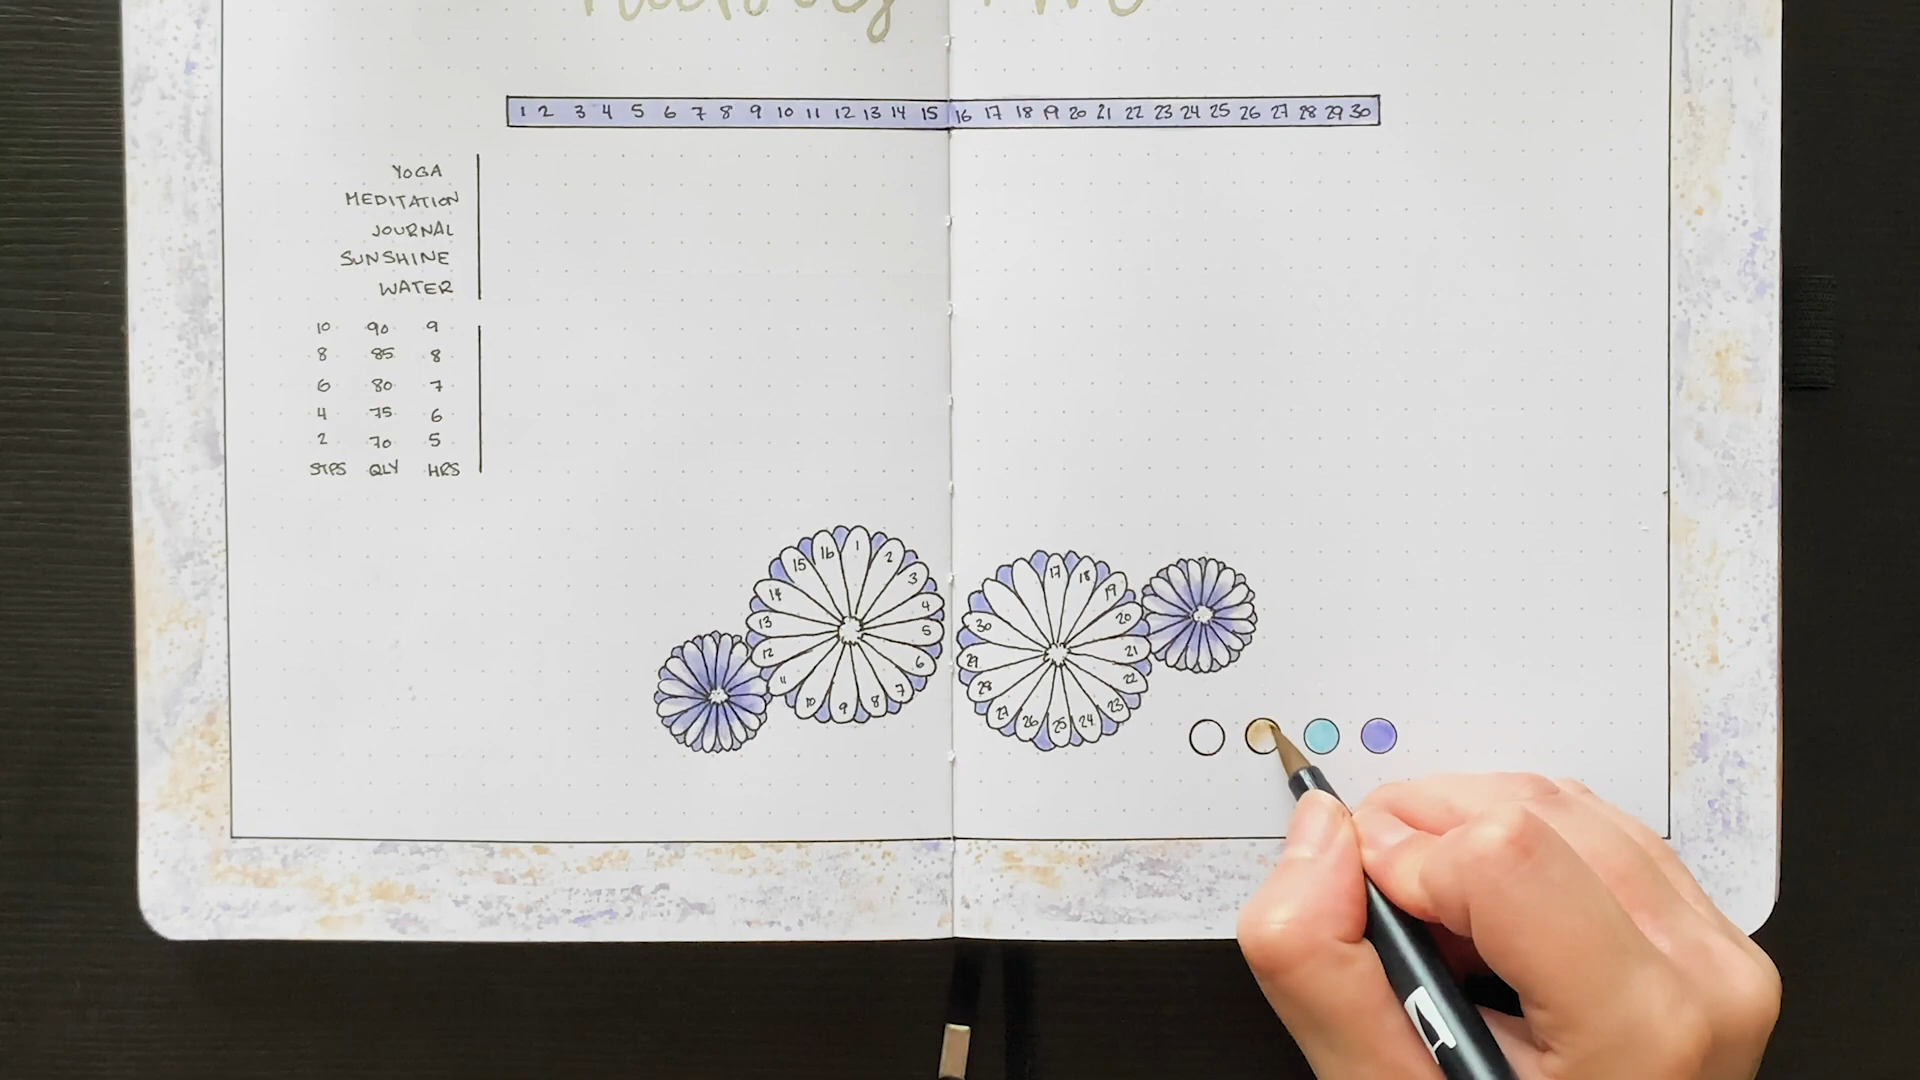 1 2 3 4 5 6 7 8 9 10 11 12 13 14 15 16 17 18 19 20 21 22 23 24 25 26 27 28 29 30
YOGA
MEDITATION
JOURNAL
SUNSHINE
WATER
10 90 9
8 85 8
6 80 7
4 75 6
2 70 5
STPS QLY HRS
1 2 3 4 5 6 7 8 9 10 11 12 13 14 15 16
17 18 19 20 21 22 23 24 25 26 27 28 29 30